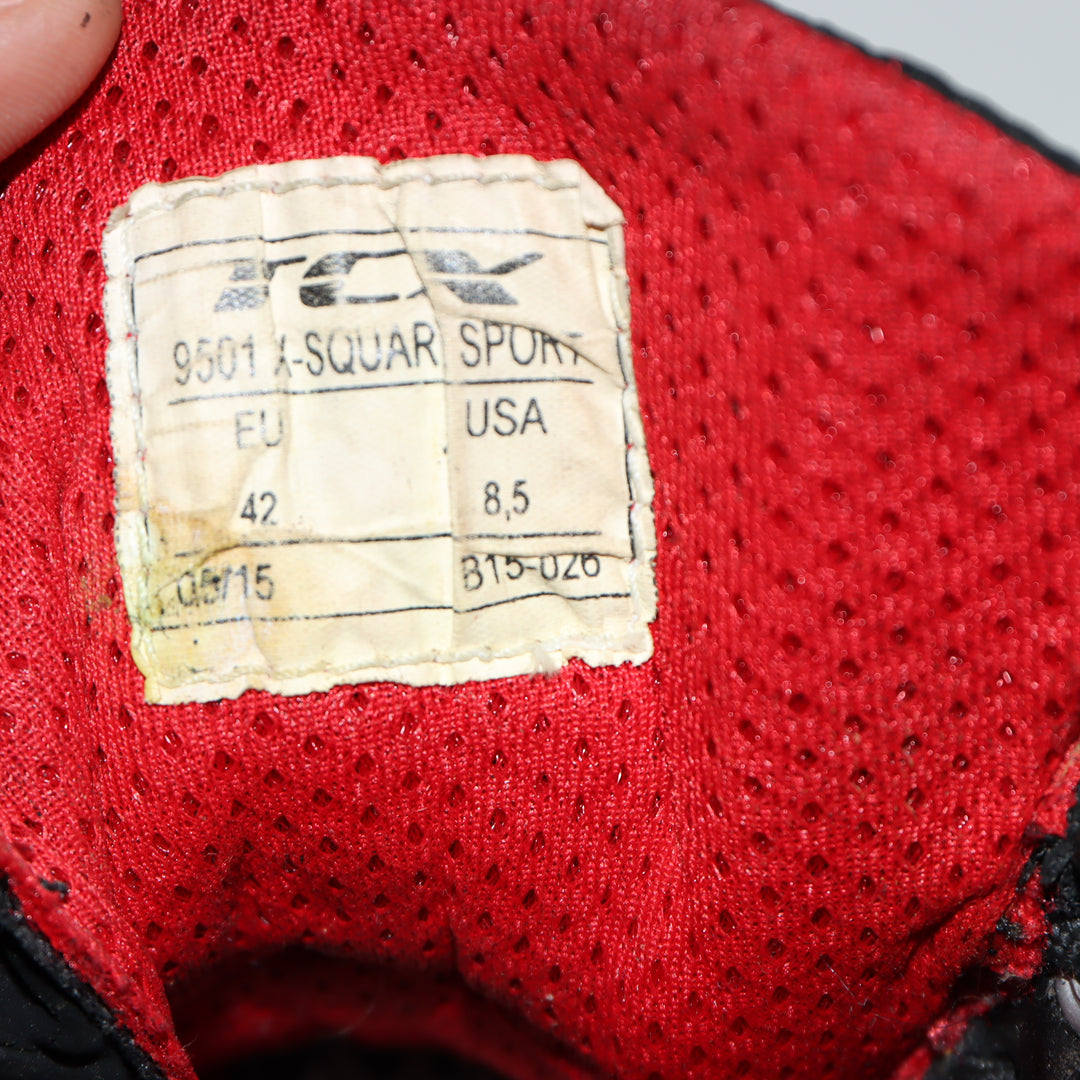 TCX
9501 X-SQUAR SPORT
EU USA
42 8,5
05/15 B15-026